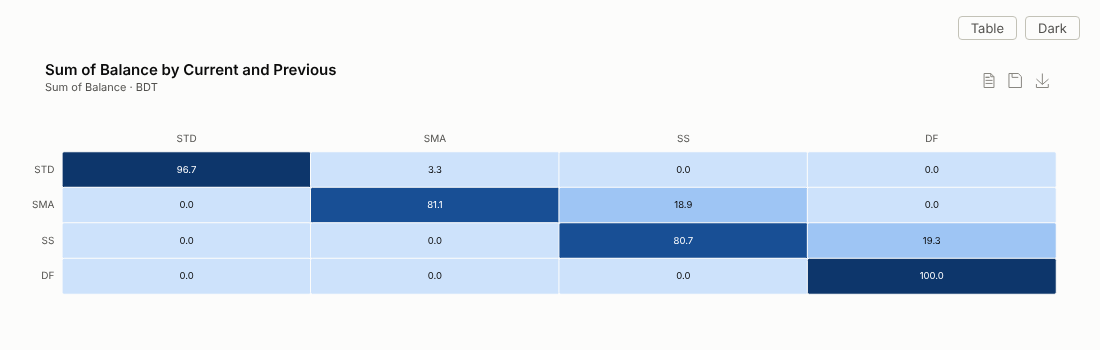 Table Dark
Sum of Balance by Current and Previous
Sum of Balance · BDT
STD SMA SS DF
STD 96.7 3.3 0.0 0.0
SMA 0.0 81.1 18.9 0.0
SS 0.0 0.0 80.7 19.3
DF 0.0 0.0 0.0 100.0